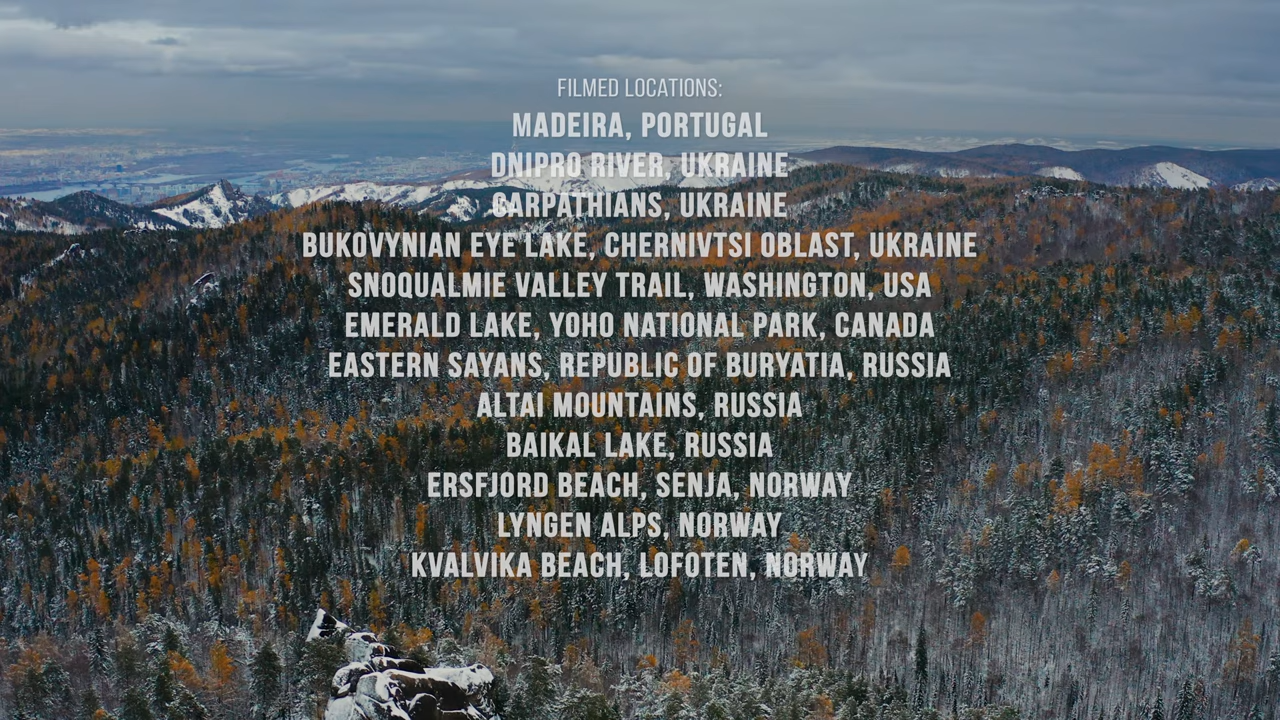 FILMED LOCATIONS:
MADEIRA, PORTUGAL
DNIPRO RIVER, UKRAINE
CARPATHIANS, UKRAINE
BUKOVYNIAN EYE LAKE, CHERNIVTSI OBLAST, UKRAINE
SNOQUALMIE VALLEY TRAIL, WASHINGTON, USA
EMERALD LAKE, YOHO NATIONAL PARK, CANADA
EASTERN SAYANS, REPUBLIC OF BURYATIA, RUSSIA
ALTAI MOUNTAINS, RUSSIA
BAIKAL LAKE, RUSSIA
ERSFJORD BEACH, SENJA, NORWAY
LYNGEN ALPS, NORWAY
KVALVIKA BEACH, LOFOTEN, NORWAY